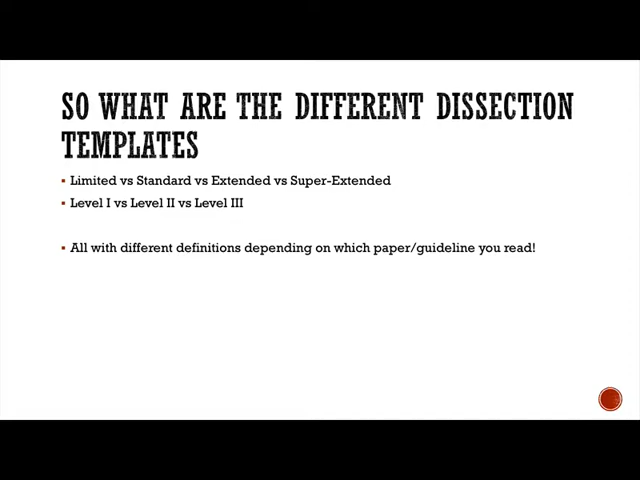 SO WHAT ARE THE DIFFERENT DISSECTION
TEMPLATES
▪ Limited vs Standard vs Extended vs Super-Extended
▪ Level I vs Level II vs Level III
▪ All with different definitions depending on which paper/guideline you read!